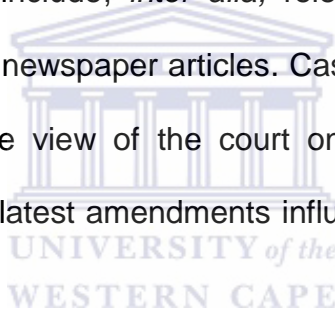 include, inter alia, rele
newspaper articles. Cas
e view of the court or
latest amendments influ
UNIVERSITY of the
WESTERN CAPE